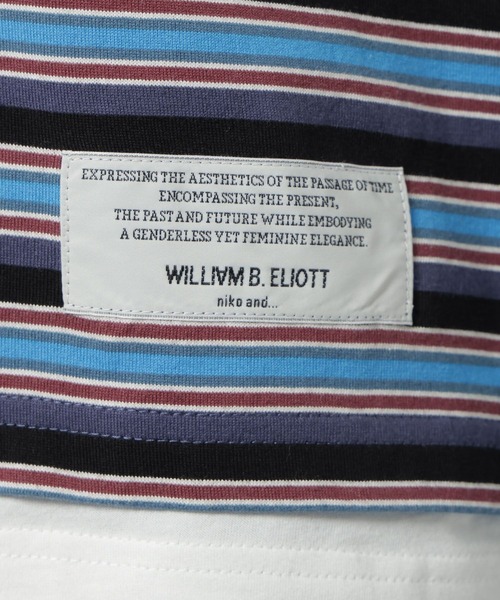 EXPRESSING THE AESTHETICS OF THE PASSAGE OF TIME
ENCOMPASSING THE PRESENT,
THE PAST AND FUTURE WHILE EMBODYING
A GENDERLESS YET FEMININE ELEGANCE.
WILLIAM B. ELIOTT
niko and...